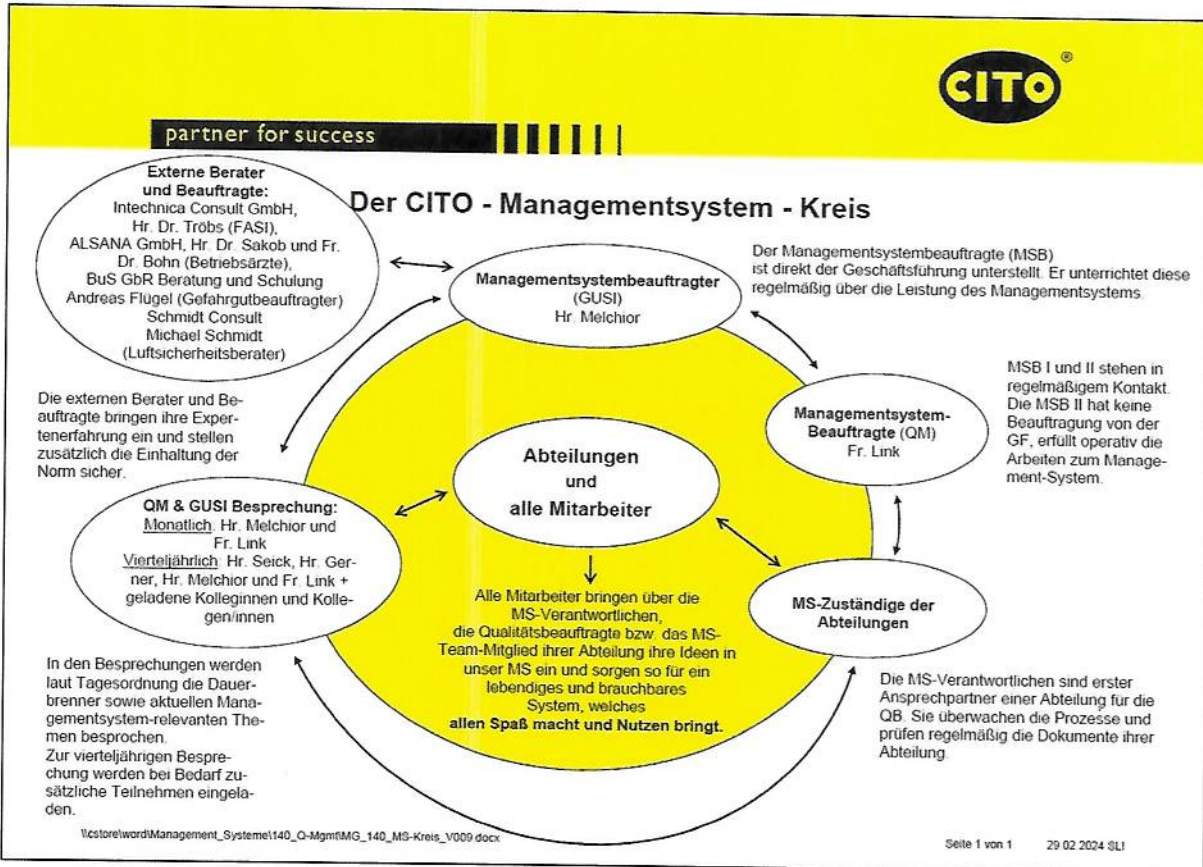 CITO
®
partner for success
Der CITO - Managementsystem - Kreis
Externe Berater
und Beauftragte:
Intechnica Consult GmbH,
Hr. Dr. Tröbs (FASI),
ALSANA GmbH, Hr. Dr. Sakob und Fr.
Dr. Bohn (Betriebsärzte),
BuS GbR Beratung und Schulung
Andreas Flügel (Gefahrgutbeauftragter)
Schmidt Consult
Michael Schmidt
(Luftsicherheitsberater)
Managementsystembeauftragter
(GUSI)
Hr. Melchior
Der Managementsystembeauftragte (MSB)
ist direkt der Geschäftsführung unterstellt. Er unterrichtet diese
regelmäßig über die Leistung des Managementsystems.
Managementsystem-
Beauftragte (QM)
Fr. Link
MSB I und II stehen in
regelmäßigem Kontakt.
Die MSB II hat keine
Beauftragung von der
GF, erfüllt operativ die
Arbeiten zum Manage-
ment-System.
Die externen Berater und Be-
auftragte bringen ihre Exper-
tenerfahrung ein und stellen
zusätzlich die Einhaltung der
Norm sicher.
Abteilungen
und
alle Mitarbeiter
QM & GUSI Besprechung:
Monatlich: Hr. Melchior und
Fr. Link
Vierteljährlich: Hr. Seick, Hr. Ger-
ner, Hr. Melchior und Fr. Link +
geladene Kolleginnen und Kolle-
gen/innen
Alle Mitarbeiter bringen über die
MS-Verantwortlichen,
die Qualitätsbeauftragte bzw. das MS-
Team-Mitglied ihrer Abteilung ihre Ideen in
unser MS ein und sorgen so für ein
lebendiges und brauchbares
System, welches
allen Spaß macht und Nutzen bringt.
MS-Zuständige der
Abteilungen
In den Besprechungen werden
laut Tagesordnung die Dauer-
brenner sowie aktuellen Mana-
gementsystem-relevanten The-
men besprochen.
Zur vierteljährigen Bespre-
chung werden bei Bedarf zu-
sätzliche Teilnehmen eingela-
den.
Die MS-Verantwortlichen sind erster
Ansprechpartner einer Abteilung für die
QB. Sie überwachen die Prozesse und
prüfen regelmäßig die Dokumente ihrer
Abteilung.
\\cstore\word\Management_Systeme\140_Q-Mgmt\MG_140_MS-Kreis_V009.docx
Seite 1 von 1
29.02.2024 SLI